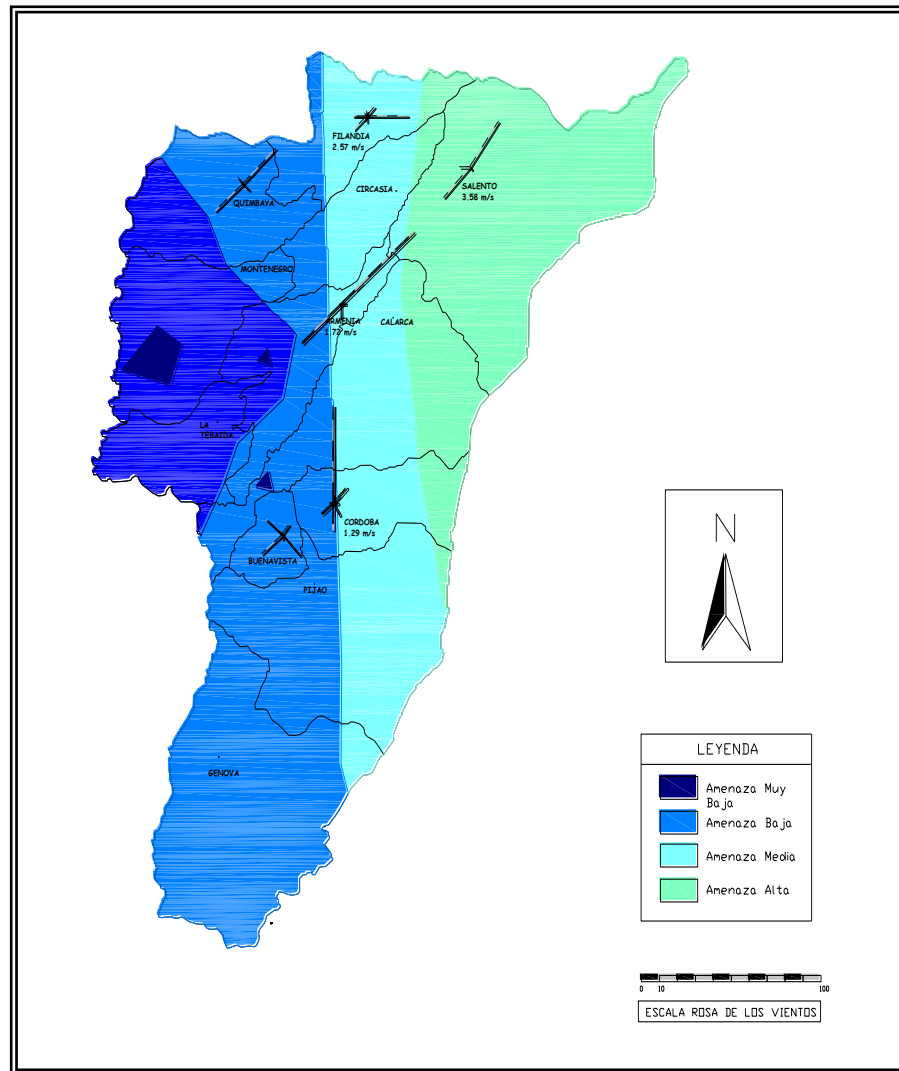 FILANDIA
2.57 m/s
CIRCASIA
SALENTO
3.58 m/s
QUIMBAYA
MONTENEGRO
ARMENIA
1.72 m/s
CALARCA
LA
TEBAIDA
CORDOBA
1.29 m/s
BUENAVISTA
PIJAO
GENOVA
N
LEYENDA
Amenaza Muy
Baja
Amenaza Baja
Amenaza Media
Amenaza Alta
0 10 100
ESCALA ROSA DE LOS VIENTOS